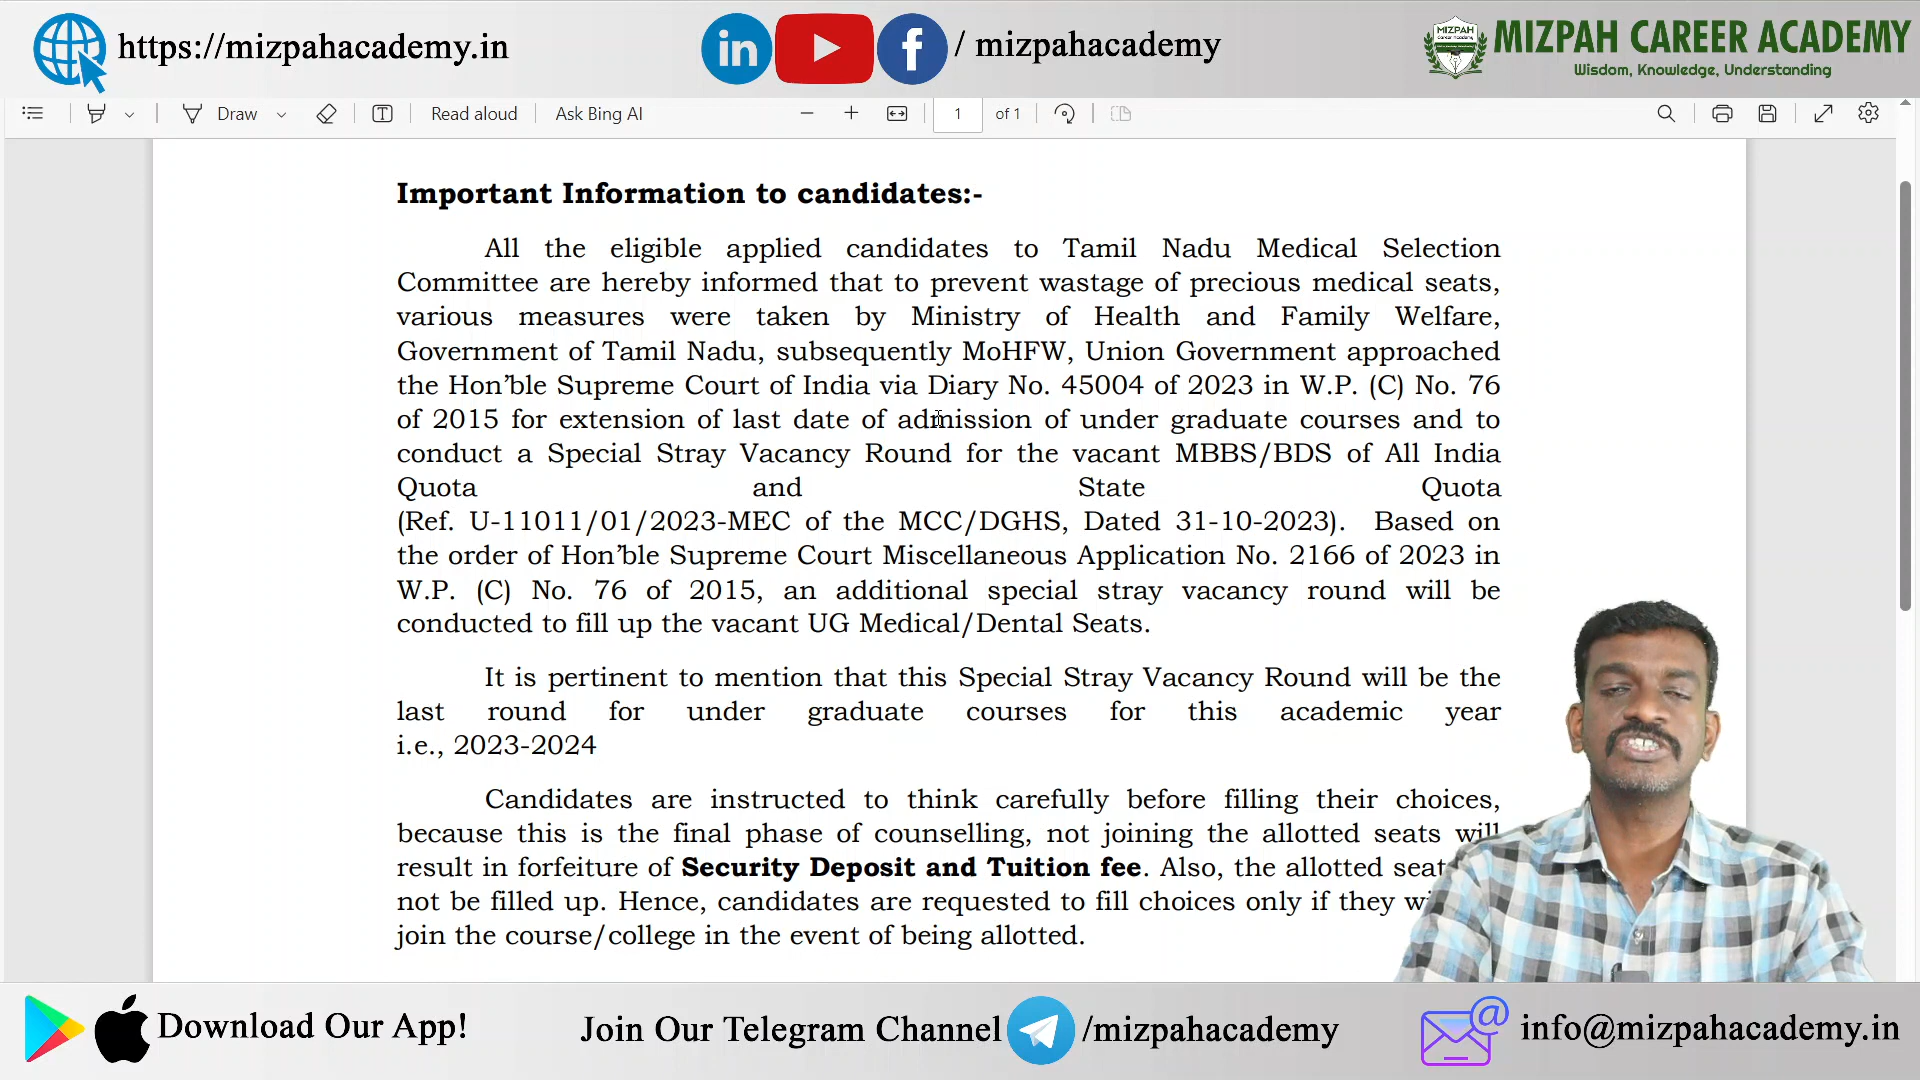 https://mizpahacademy.in
in
f
/ mizpahacademy
MIZPAH
MIZPAH CAREER ACADEMY
Wisdom, Knowledge, Understanding
Draw
T
Read aloud
Ask Bing AI
1
of 1
Important Information to candidates:-
All the eligible applied candidates to Tamil Nadu Medical Selection
Committee are hereby informed that to prevent wastage of precious medical seats,
various measures were taken by Ministry of Health and Family Welfare,
Government of Tamil Nadu, subsequently MoHFW, Union Government approached
the Hon’ble Supreme Court of India via Diary No. 45004 of 2023 in W.P. (C) No. 76
of 2015 for extension of last date of admission of under graduate courses and to
conduct a Special Stray Vacancy Round for the vacant MBBS/BDS of All India
Quota and State Quota
(Ref. U-11011/01/2023-MEC of the MCC/DGHS, Dated 31-10-2023). Based on
the order of Hon’ble Supreme Court Miscellaneous Application No. 2166 of 2023 in
W.P. (C) No. 76 of 2015, an additional special stray vacancy round will be
conducted to fill up the vacant UG Medical/Dental Seats.
It is pertinent to mention that this Special Stray Vacancy Round will be the
last round for under graduate courses for this academic year
i.e., 2023-2024
Candidates are instructed to think carefully before filling their choices,
because this is the final phase of counselling, not joining the allotted seats will
result in forfeiture of Security Deposit and Tuition fee. Also, the allotted seat
not be filled up. Hence, candidates are requested to fill choices only if they
join the course/college in the event of being allotted.
Download Our App!
Join Our Telegram Channel
/mizpahacademy
@
info@mizpahacademy.in